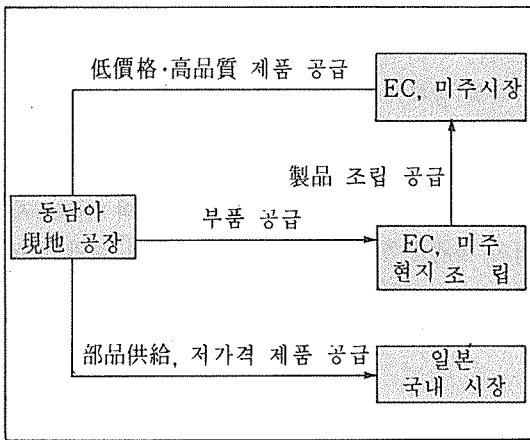 低價格·高品質 제품 공급
EC, 미주시장
製品 조립 공급
동남아
現地 공장
부품 공급
EC, 미주
현지 조 립
部品供給, 저가격 제품 공급
일본
국내 시장